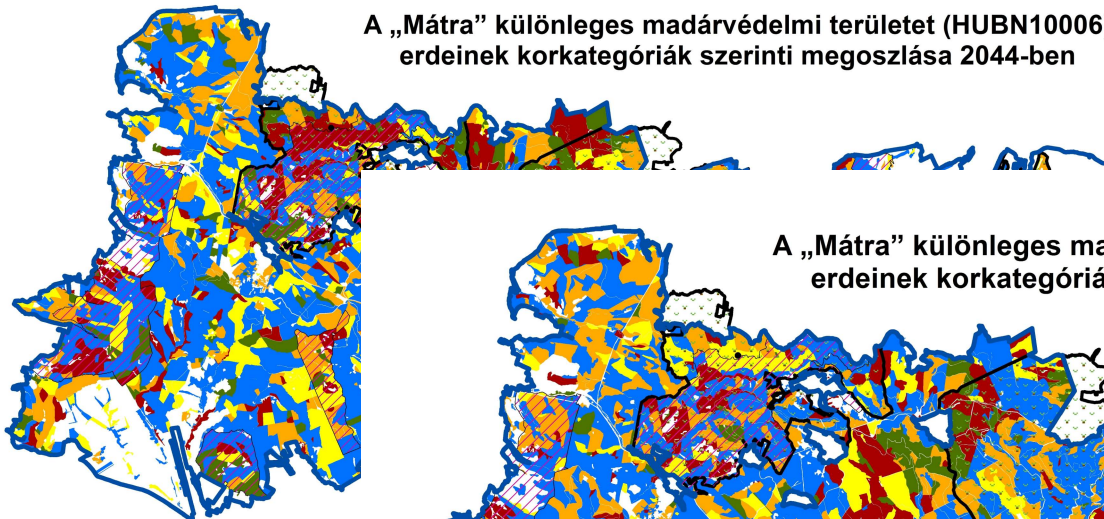 A „Mátra” különleges madárvédelmi területet (HUBN10006
erdeinek korkategóriák szerinti megoszlása 2044-ben
A „Mátra” különleges ma
erdeinek korkategóriá